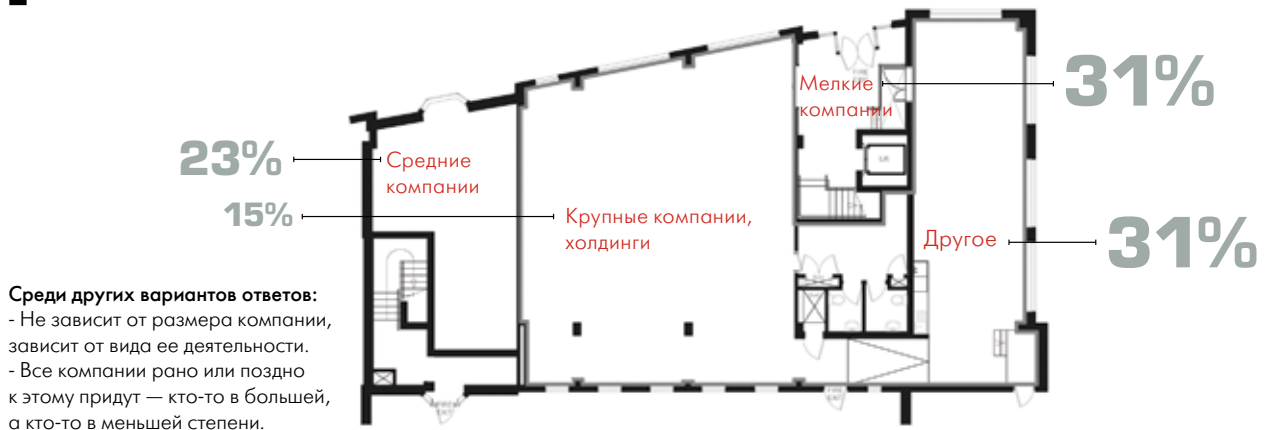 31%
Мелкие
компании
23%
Средние
компании
15%
Крупные компании,
холдинги
Другое
31%
Среди других вариантов ответов:
- Не зависит от размера компании,
зависит от вида ее деятельности.
- Все компании рано или поздно
к этому придут — кто-то в большей,
а кто-то в меньшей степени.
FIRE
EXIT